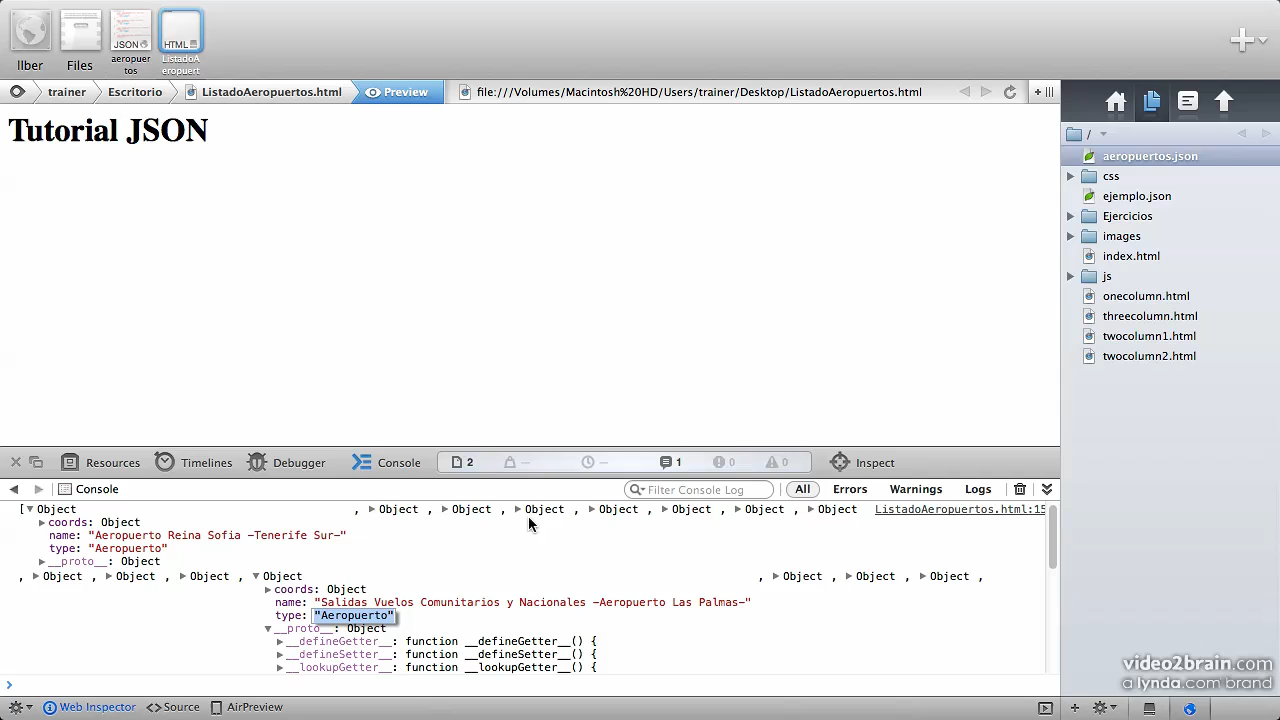 JSON
HTML
Ilber
Files
aeropuer
tos
ListadoA
eropuert
trainer
Escritorio
ListadoAeropuertos.html
Preview
file:///Volumes/Macintosh%20HD/Users/trainer/Desktop/ListadoAeropuertos.html
Tutorial JSON
/
aeropuertos.json
css
ejemplo.json
Ejercicios
images
index.html
js
onecolumn.html
threecolumn.html
twocolumn1.html
twocolumn2.html
Resources
Timelines
Debugger
Console
2
1
0
0
Inspect
Console
Filter Console Log
All
Errors
Warnings
Logs
[▼Object , ▶Object , ▶Object , ▶Object , ▶Object , ▶Object , ▶Object , ▶Object ListadoAeropuertos.html:15
▶coords: Object
name: "Aeropuerto Reina Sofia -Tenerife Sur-"
type: "Aeropuerto"
▶__proto__: Object
, ▶Object , ▶Object , ▶Object , ▼Object , ▶Object , ▶Object , ▶Object ,
▶coords: Object
name: "Salidas Vuelos Comunitarios y Nacionales -Aeropuerto Las Palmas-"
type: "Aeropuerto"
▼__proto__: Object
▶__defineGetter__: function __defineGetter__() {
▶__defineSetter__: function __defineSetter__() {
▶__lookupGetter__: function __lookupGetter__() {
video2brain.com
a lynda.com brand
Web Inspector
Source
AirPreview